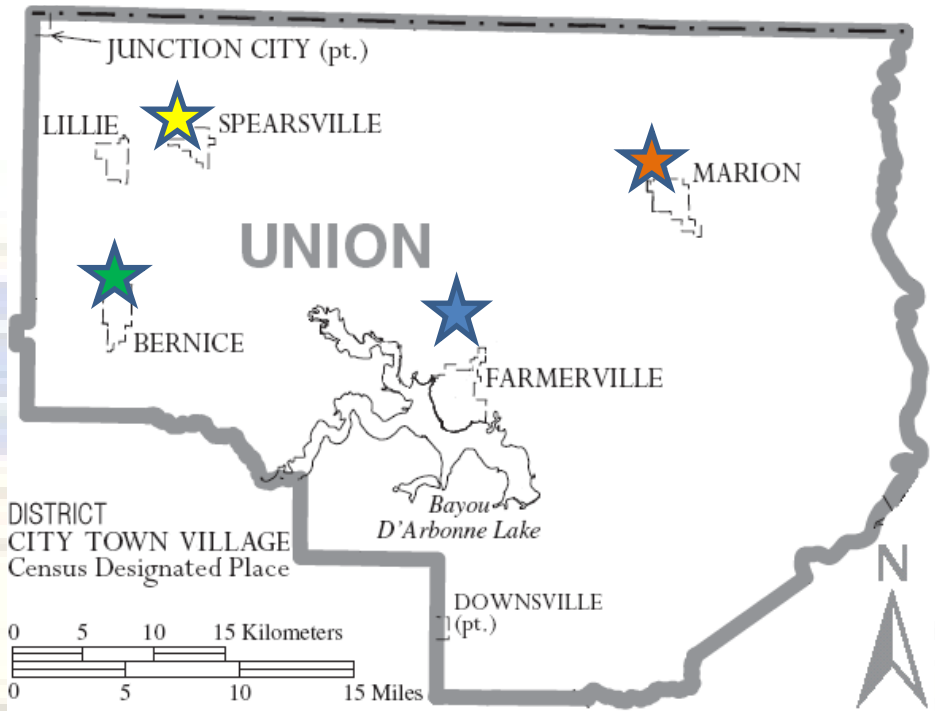 JUNCTION CITY (pt.)
LILLIE
SPEARSVILLE
MARION
UNION
BERNICE
FARMERVILLE
Bayou
D'Arbonne Lake
DISTRICT
CITY TOWN VILLAGE
Census Designated Place
N
DOWNSVILLE
(pt.)
0 5 10 15 Kilometers
0 5 10 15 Miles